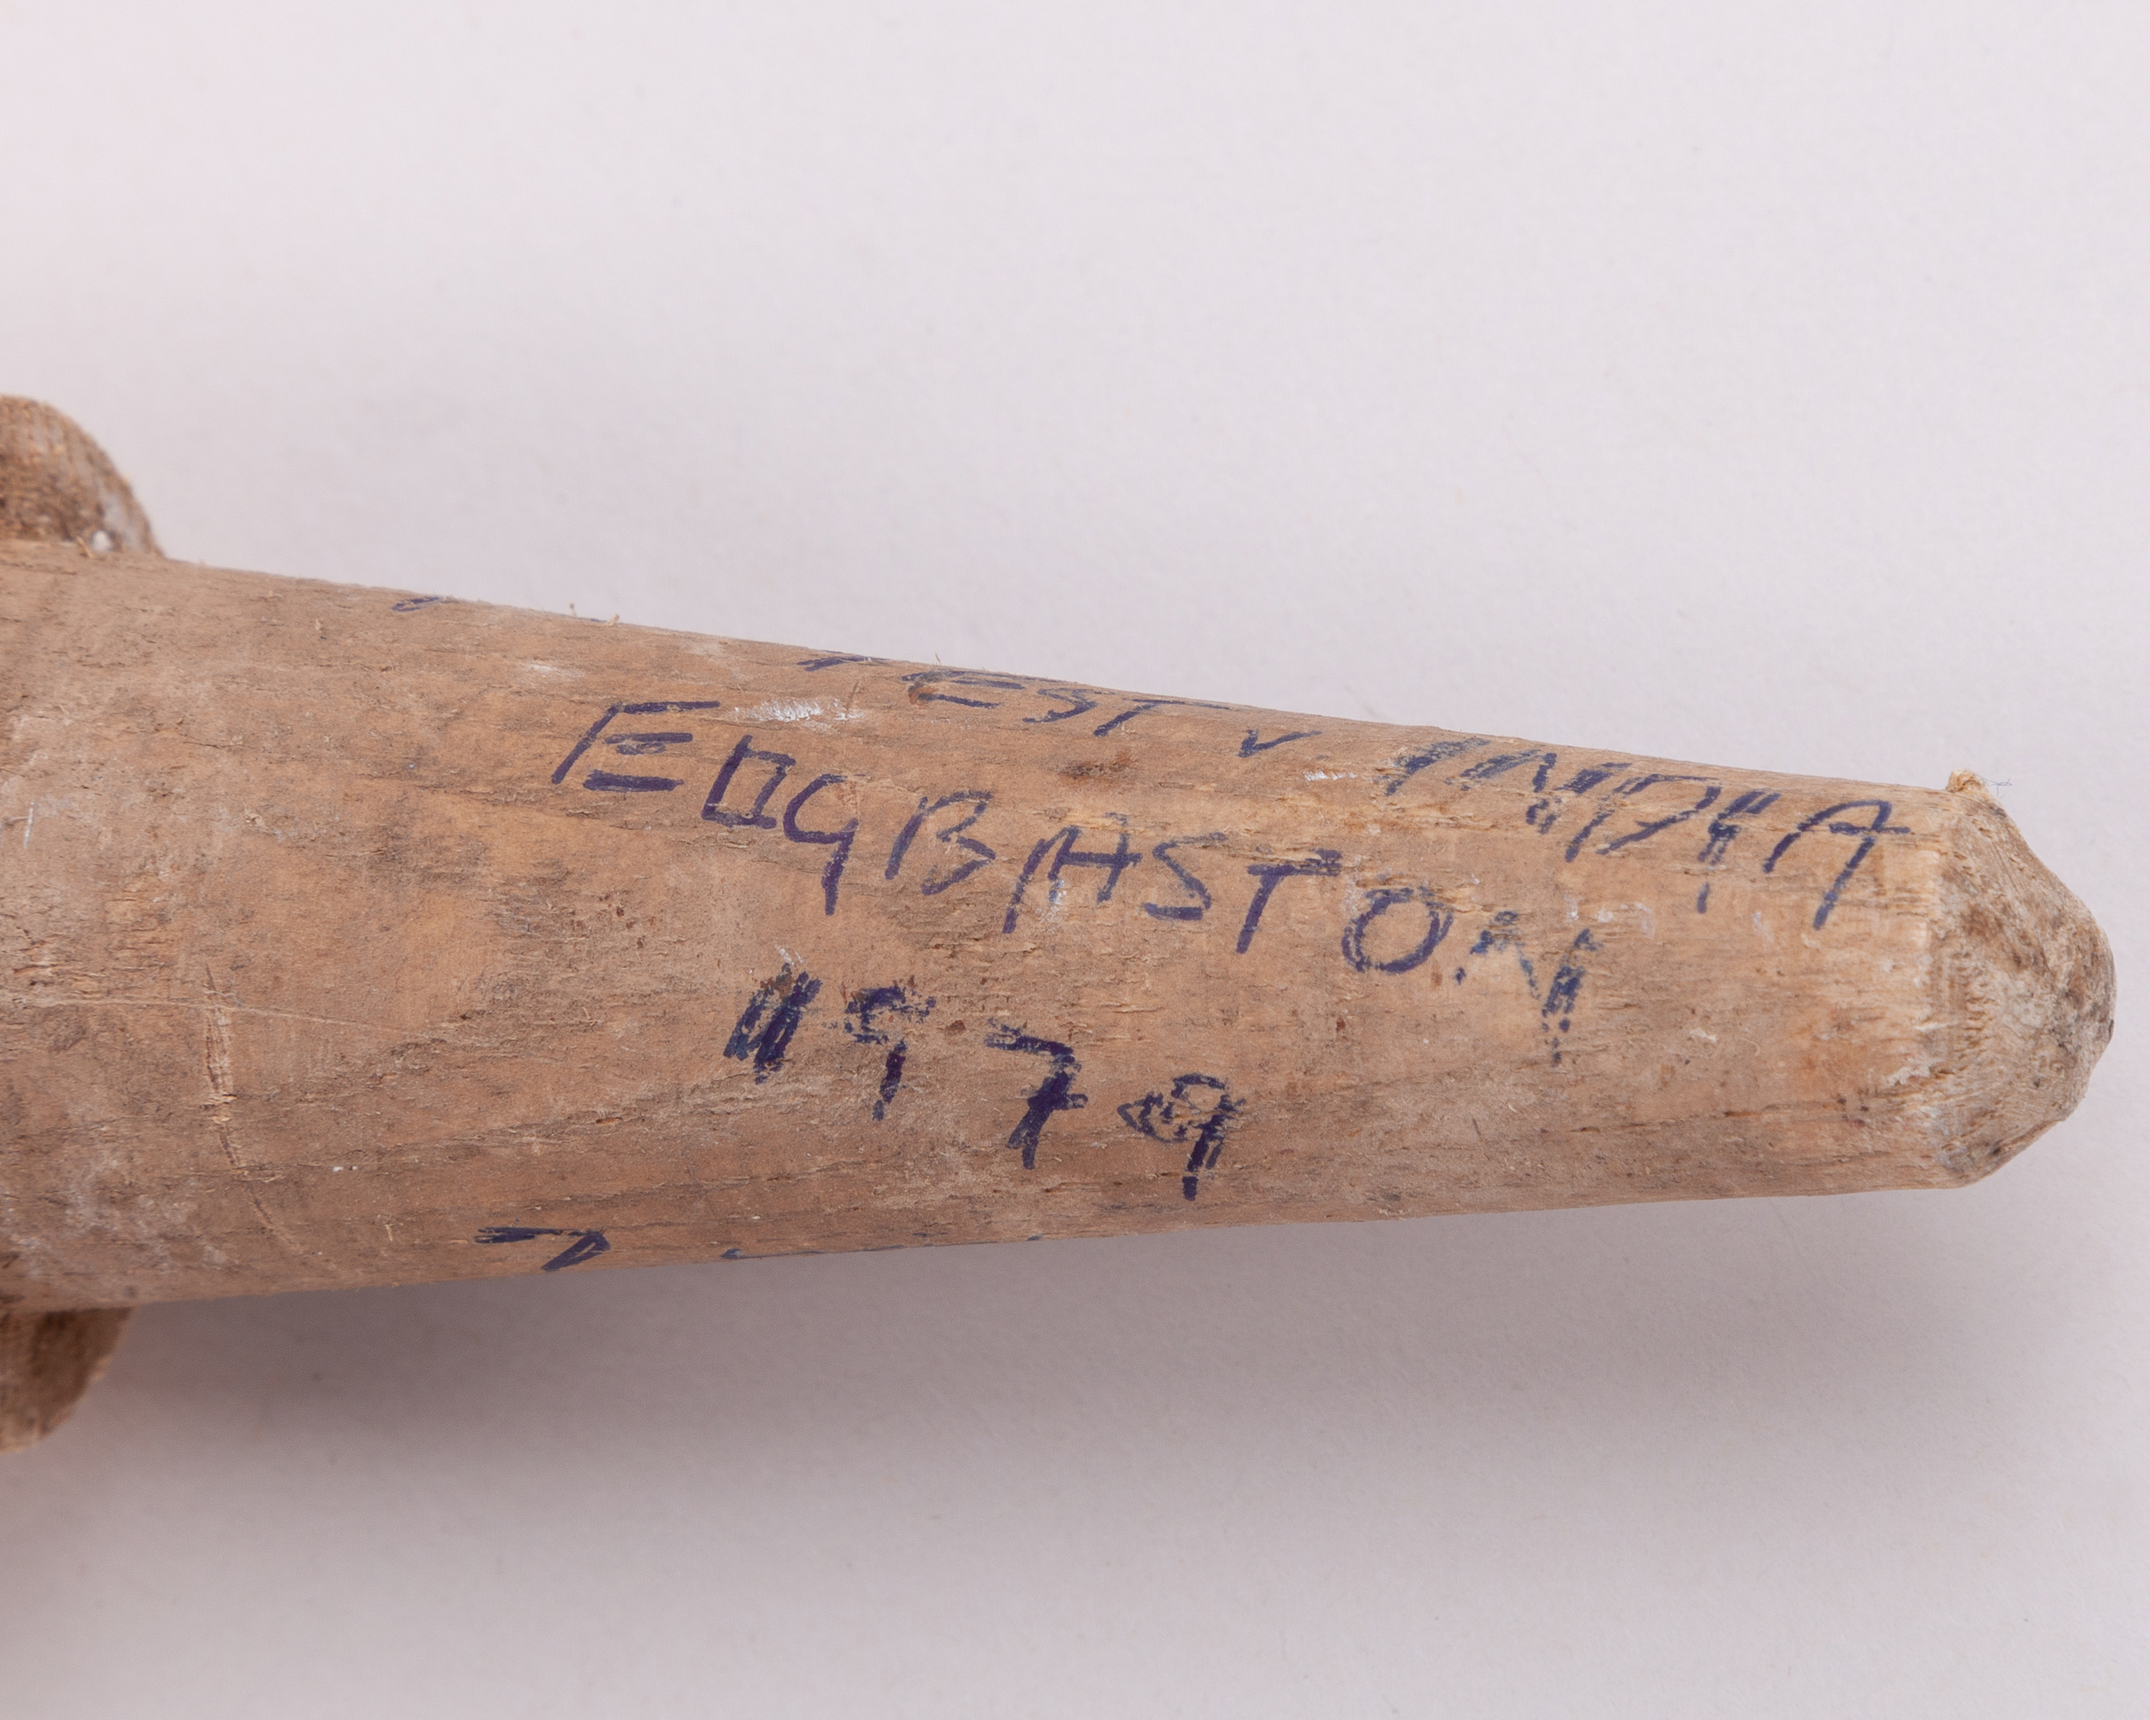 TEST v INDIA
EDGBASTON
1979